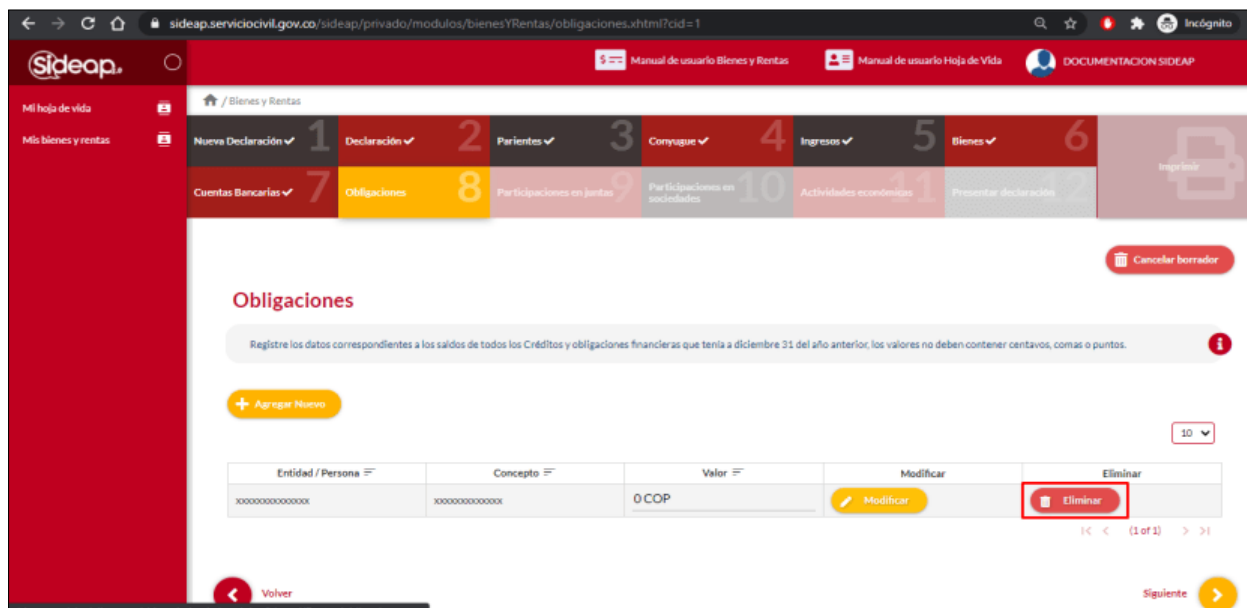 sideap.serviciocivil.gov.co/sideap/privado/modulos/bienesYRentas/obligaciones.xhtml?cid=1
Incógnito
Sideap.
Manual de usuario Bienes y Rentas
Manual de usuario Hoja de Vida
DOCUMENTACION SIDEAP
Mi hoja de vida
Mis bienes y rentas
/ Bienes y Rentas
Nueva Declaración ✔ 1
Declaración ✔ 2
Parientes ✔ 3
Conyugue ✔ 4
Ingresos ✔ 5
Bienes ✔ 6
Imprimir
Cuentas Bancarias ✔ 7
Obligaciones 8
Participaciones en juntas 9
Participaciones en
sociedades 10
Actividades económicas 11
Presentar declaración 12
Cancelar borrador
Obligaciones
Registre los datos correspondientes a los saldos de todos los Créditos y obligaciones financieras que tenía a diciembre 31 del año anterior, los valores no deben contener centavos, comas o puntos.
+ Agregar Nuevo
10
Entidad / Persona Concepto Valor Modificar Eliminar
xxxxxxxxxxxxxx xxxxxxxxxxxxx 0 COP Modificar Eliminar
(1 of 1)
Volver
Siguiente